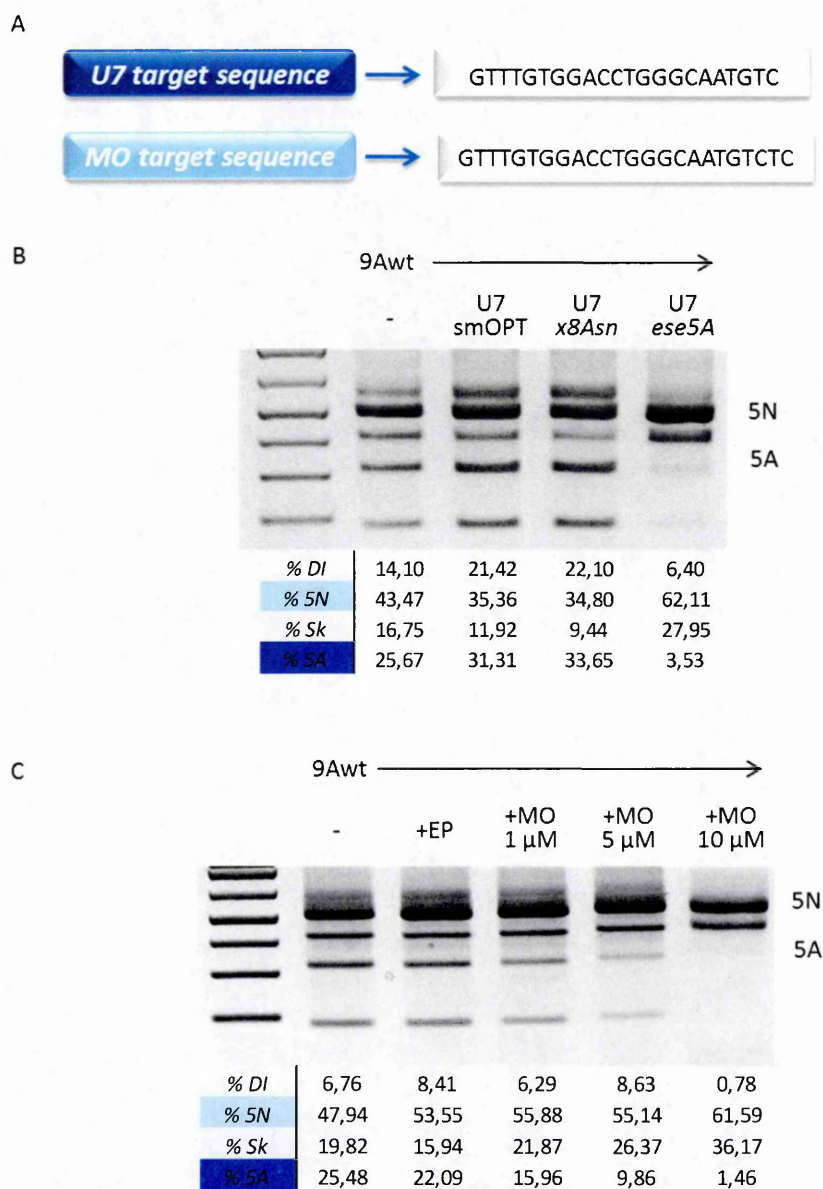 A
U7 target sequence
GTTTGTGGACCTGGGCAATGTC
MO target sequence
GTTTGTGGACCTGGGCAATGTCTC
B
9Awt
- U7 smOPT U7 x8Asn U7 ese5A
5N
5A
% DI 14,10 21,42 22,10 6,40
% 5N 43,47 35,36 34,80 62,11
% Sk 16,75 11,92 9,44 27,95
% 5A 25,67 31,31 33,65 3,53
C
9Awt
- +EP +MO 1 µM +MO 5 µM +MO 10 µM
5N
5A
% DI 6,76 8,41 6,29 8,63 0,78
% 5N 47,94 53,55 55,88 55,14 61,59
% Sk 19,82 15,94 21,87 26,37 36,17
% 5A 25,48 22,09 15,96 9,86 1,46